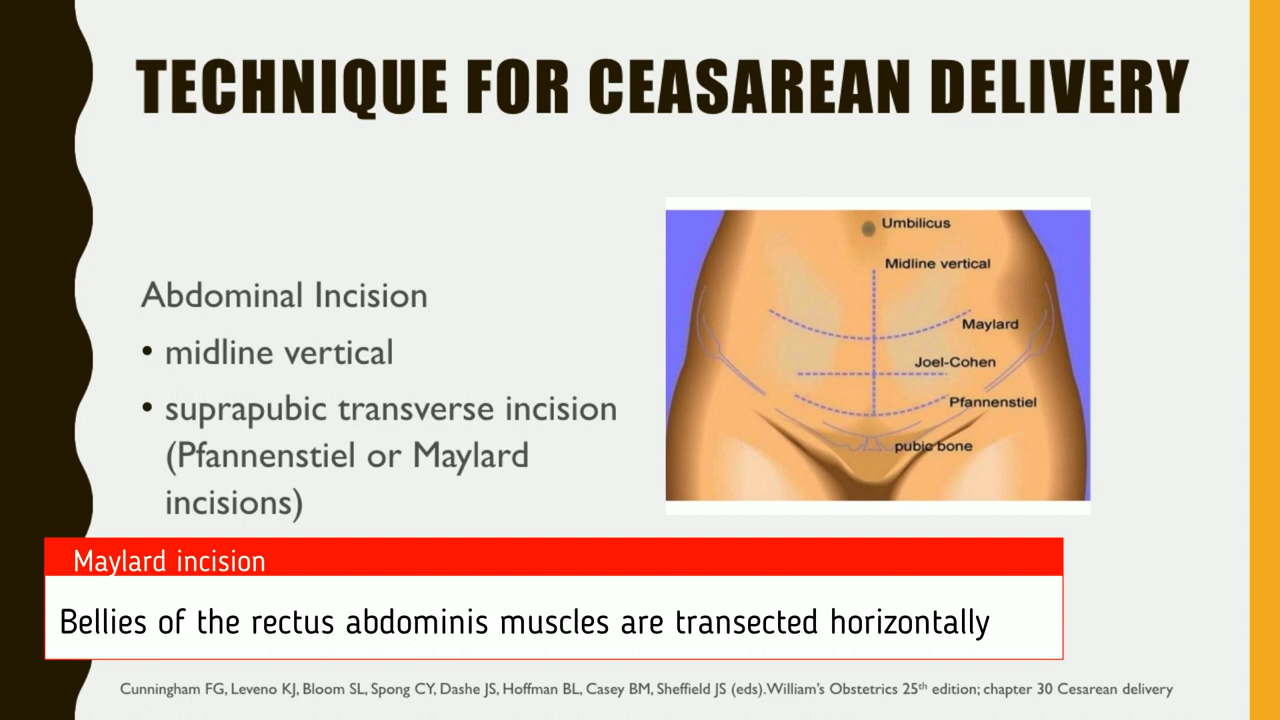 TECHNIQUE FOR CEASAREAN DELIVERY
Abdominal Incision
• midline vertical
• suprapubic transverse incision
(Pfannenstiel or Maylard
incisions)
Umbilicus
Midline vertical
Maylard
Joel-Cohen
Pfannenstiel
pubic bone
Maylard incision
Bellies of the rectus abdominis muscles are transected horizontally
Cunningham FG, Leveno KJ, Bloom SL, Spong CY, Dashe JS, Hoffman BL, Casey BM, Sheffield JS (eds).William's Obstetrics 25th edition; chapter 30 Cesarean delivery